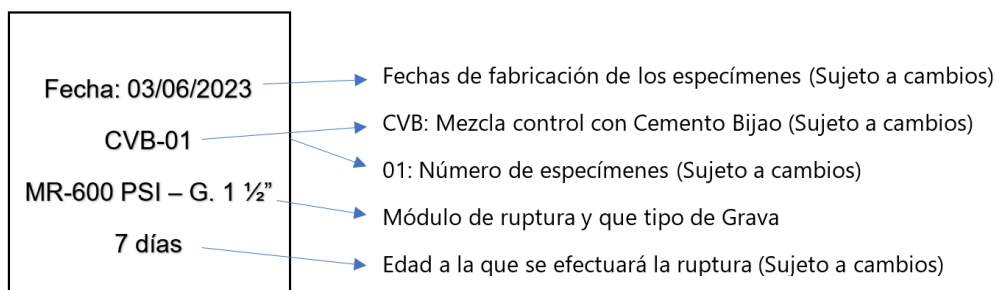 Fecha: 03/06/2023
CVB-01
MR-600 PSI – G. 1 ½”
7 días
Fechas de fabricación de los especímenes (Sujeto a cambios)
CVB: Mezcla control con Cemento Bijao (Sujeto a cambios)
01: Número de especímenes (Sujeto a cambios)
Módulo de ruptura y que tipo de Grava
Edad a la que se efectuará la ruptura (Sujeto a cambios)